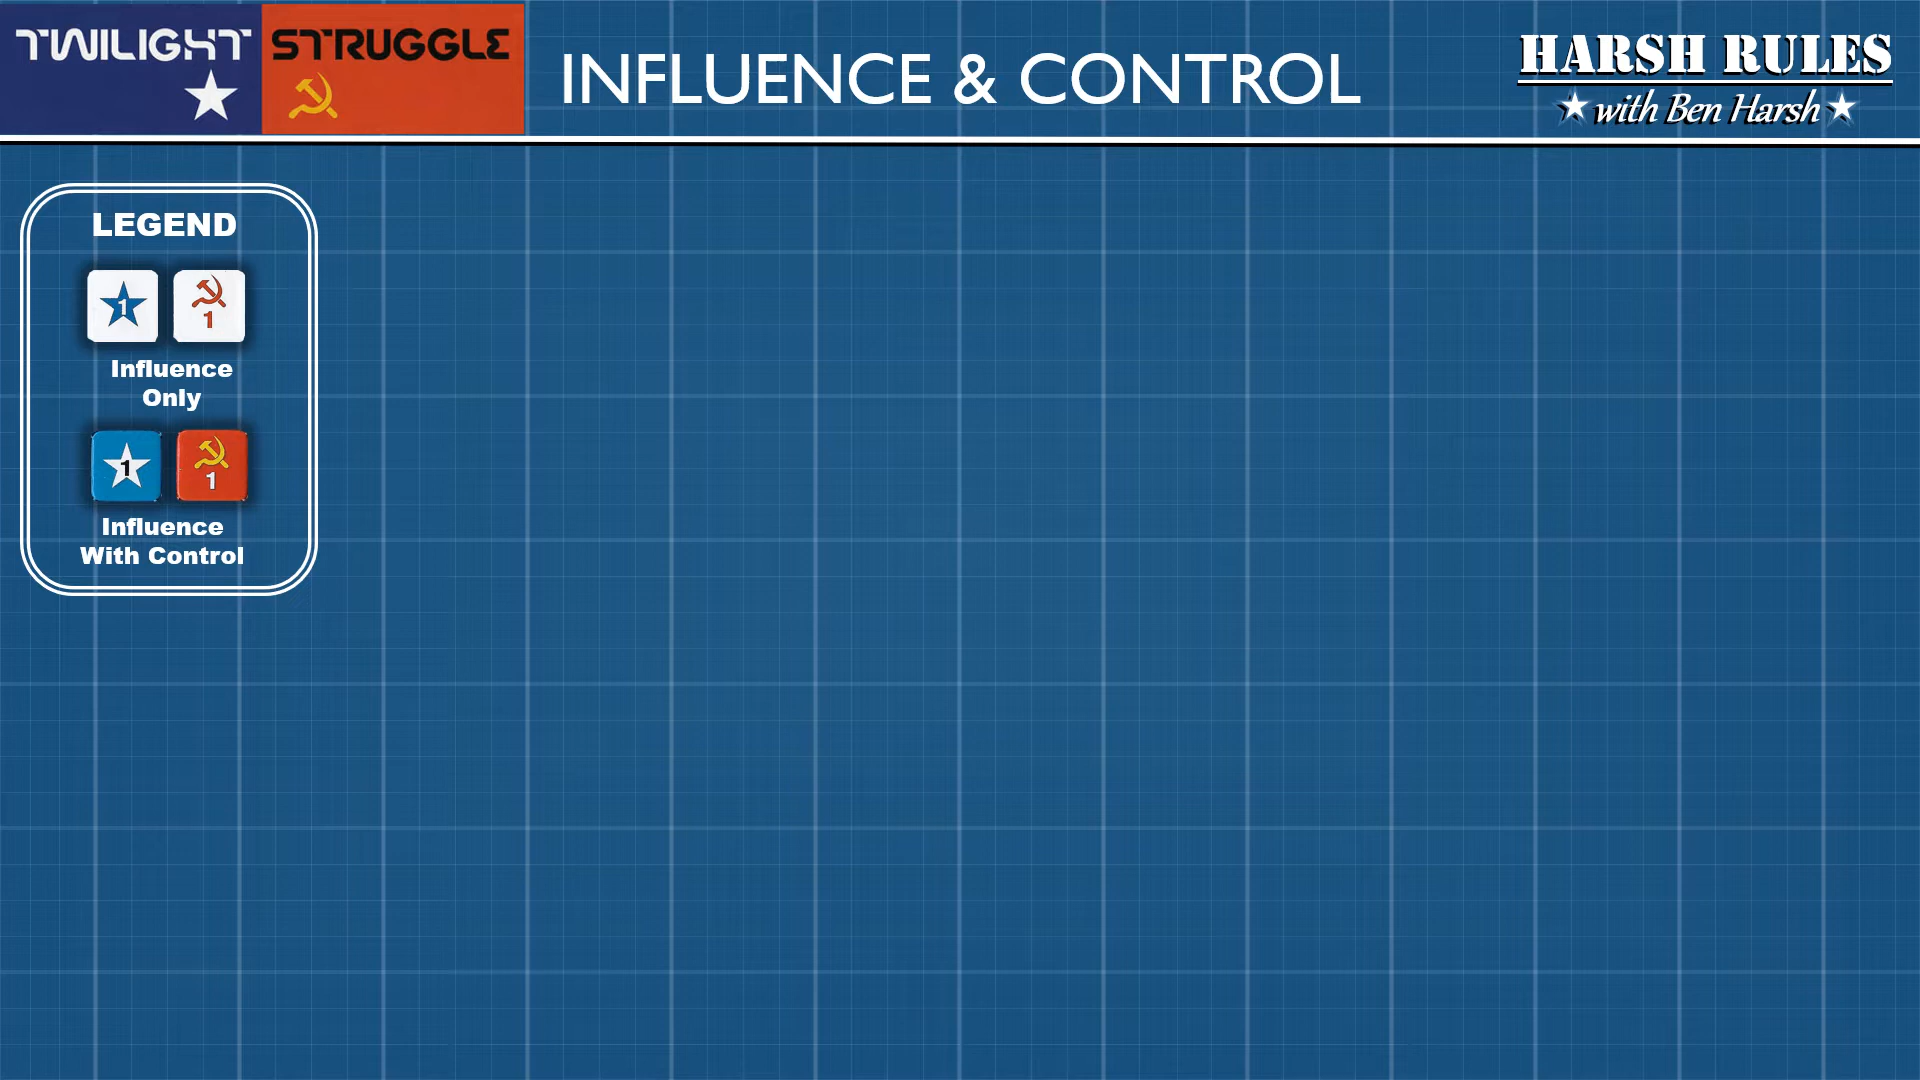 TWILIGHT STRUGGLE
INFLUENCE & CONTROL
HARSH RULES
with Ben Harsh
LEGEND
1 1
Influence
Only
1 1
Influence
With Control